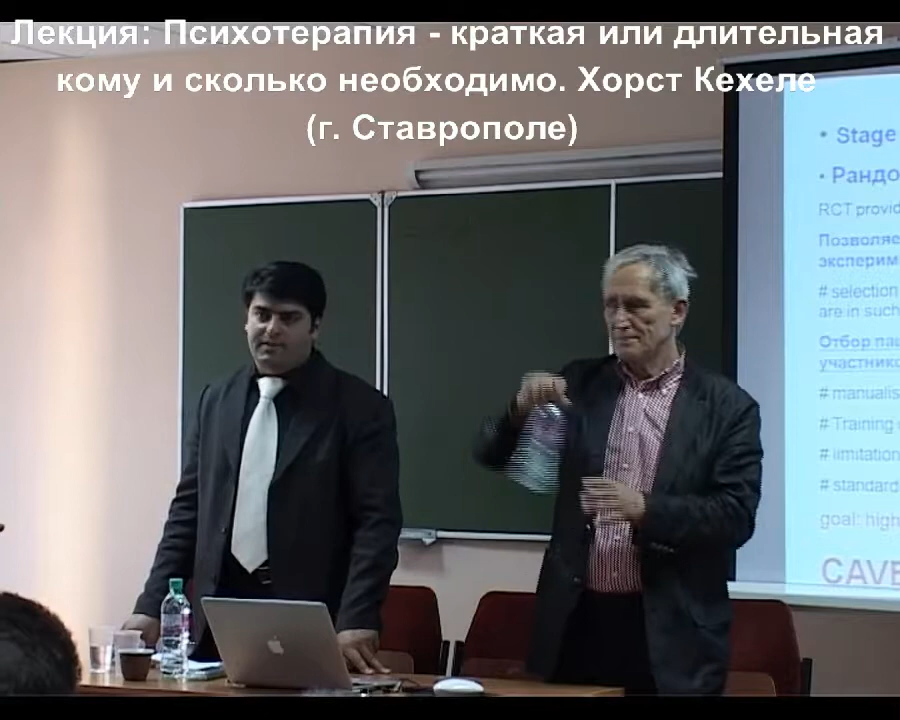 Лекция: Психотерапия - краткая или длительная
кому и сколько необходимо. Хорст Кехеле
(г. Ставрополе)
• Stage
• Рандо
RCT provid
Позволяе
эксперим
# selection
are in such
Отбор пац
участнико
# manualis
# Training
# limitation
# standard
goal: high
CAVE